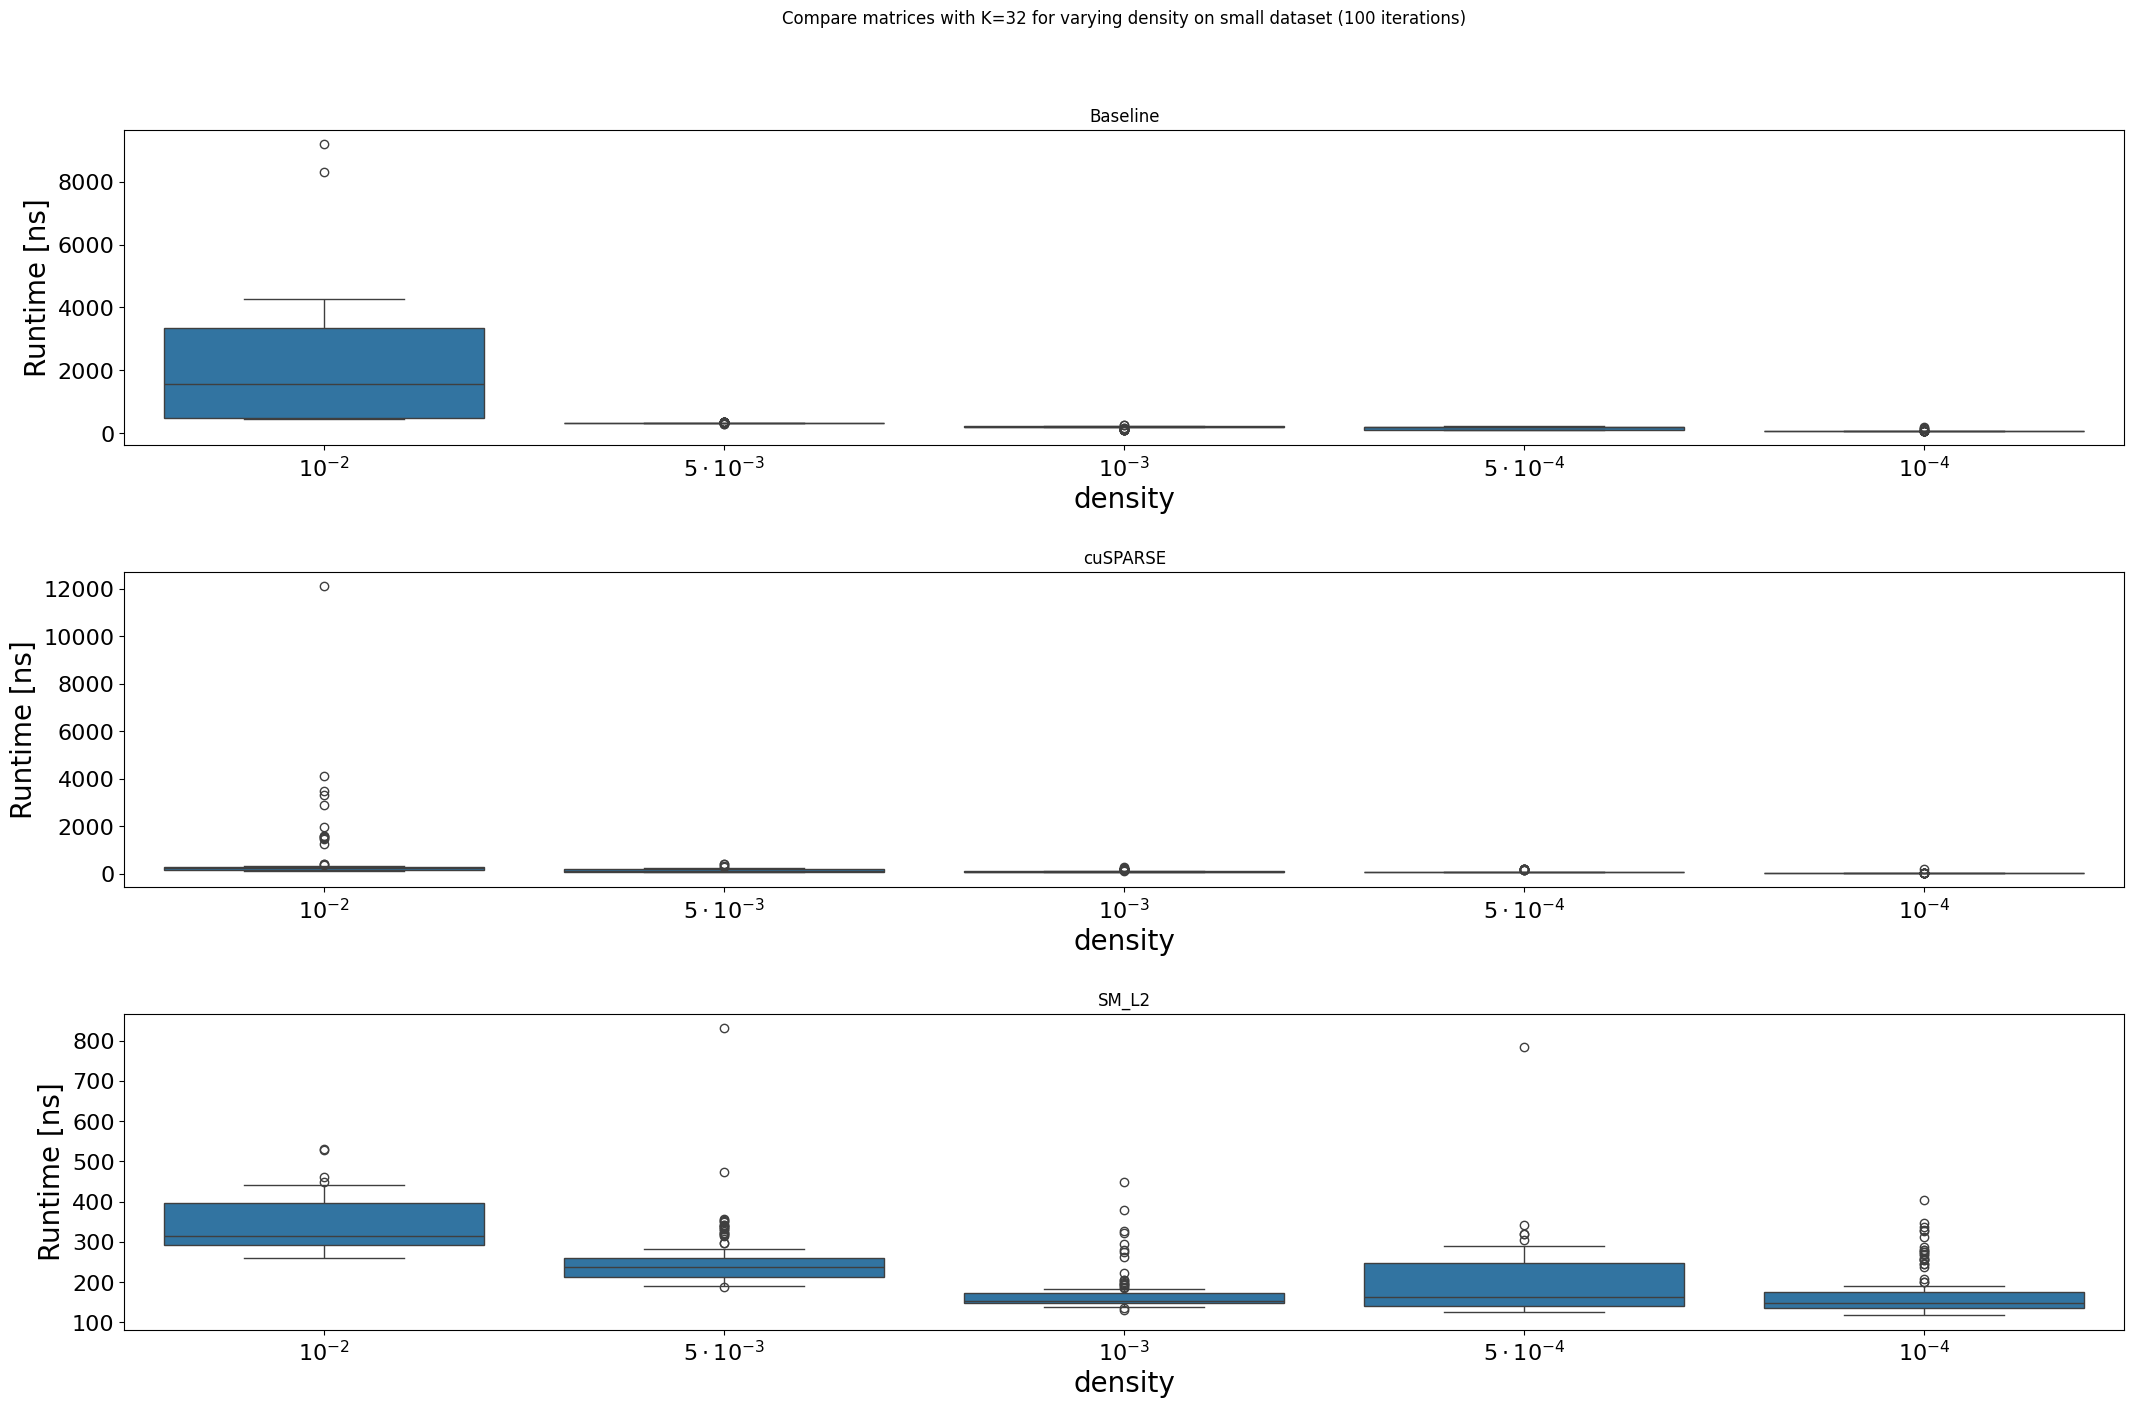 Compare matrices with K=32 for varying density on small dataset (100 iterations)
Baseline
Runtime [ns]
8000
6000
4000
2000
0
10⁻² 5·10⁻³ 10⁻³ 5·10⁻⁴ 10⁻⁴
density
cuSPARSE
Runtime [ns]
12000
10000
8000
6000
4000
2000
0
10⁻² 5·10⁻³ 10⁻³ 5·10⁻⁴ 10⁻⁴
density
SM_L2
Runtime [ns]
800
700
600
500
400
300
200
100
10⁻² 5·10⁻³ 10⁻³ 5·10⁻⁴ 10⁻⁴
density